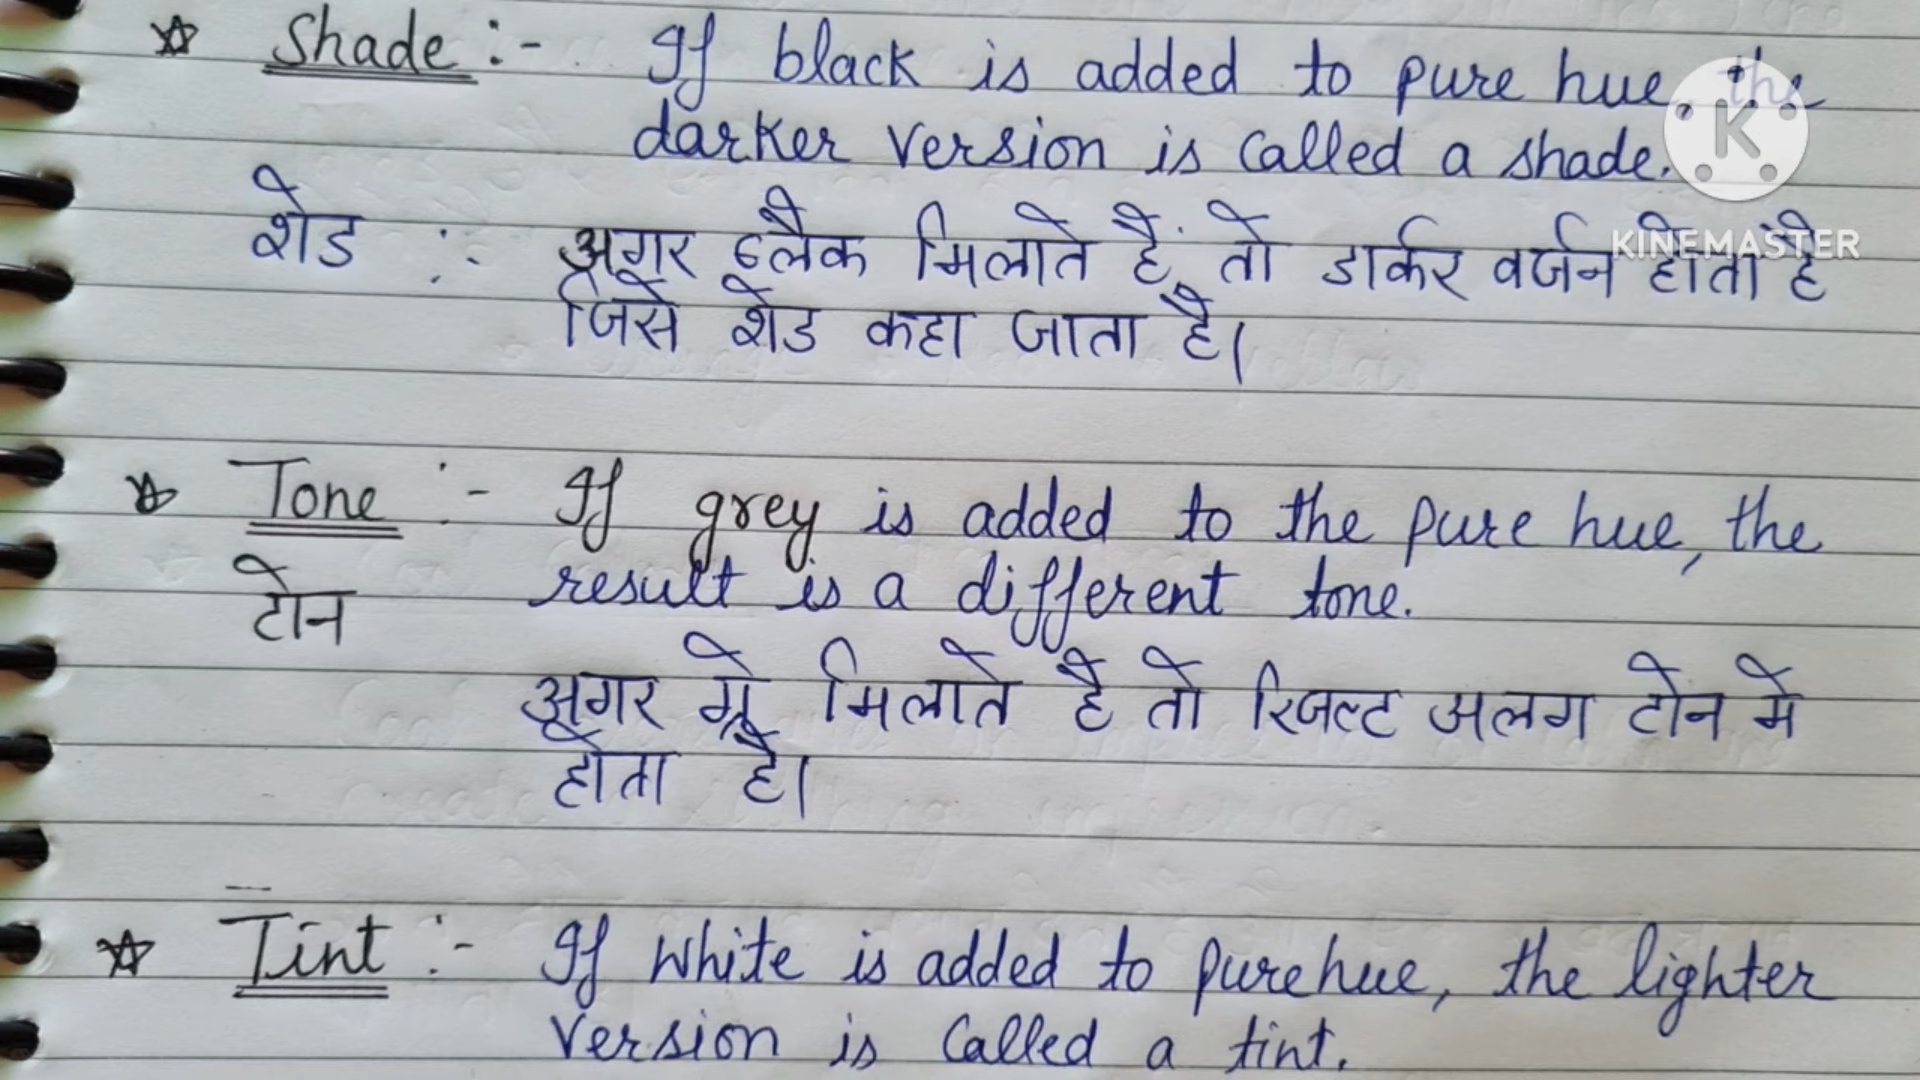 ☆ Shade :- If black is added to pure hue, the
darker version is called a shade.
शेड :- अगर ब्लैक मिलाते हैं, तो डार्कर वर्जन होता है
जिसे शेड कहा जाता है।
☆ Tone :- If grey is added to the pure hue, the
result is a different tone.
टोन
अगर ग्रे मिलाते है तो रिजल्ट अलग टोन मे
होता है।
☆ Tint :- If white is added to pure hue, the lighter
version is called a tint.
K
KINEMASTER